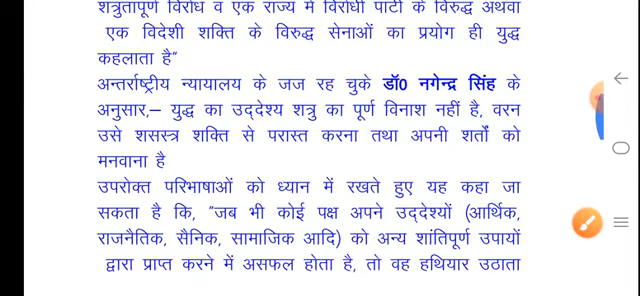 शत्रुतापूर्ण विरोध व एक राज्य में विरोधी पार्टी के विरुद्ध अथवा
एक विदेशी शक्ति के विरुद्ध सेनाओं का प्रयोग ही युद्ध
कहलाता है”
अन्तर्राष्ट्रीय न्यायालय के जज रह चुके डॉ0 नगेन्द्र सिंह के
अनुसार,– युद्ध का उद्देश्य शत्रु का पूर्ण विनाश नहीं है, वरन
उसे शसस्त्र शक्ति से परास्त करना तथा अपनी शर्तों को
मनवाना है
उपरोक्त परिभाषाओं को ध्यान में रखते हुए यह कहा जा
सकता है कि, ”जब भी कोई पक्ष अपने उद्देश्यों (आर्थिक,
राजनैतिक, सैनिक, सामाजिक आदि) को अन्य शांतिपूर्ण उपायों
द्वारा प्राप्त करने में असफल होता है, तो वह हथियार उठाता